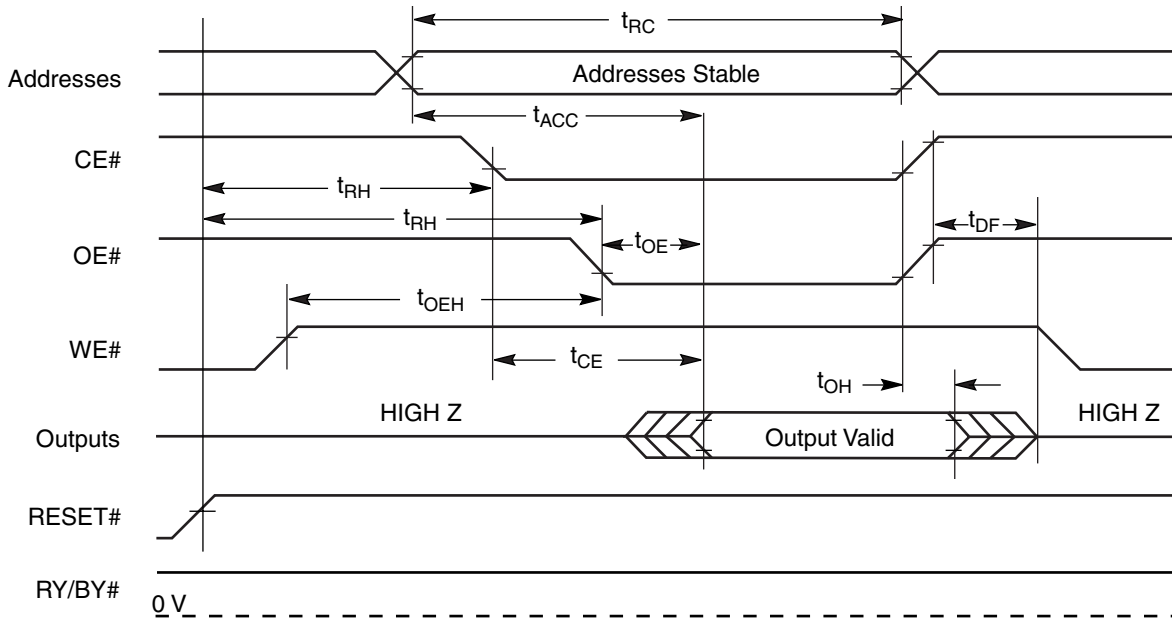 tRC
Addresses
Addresses Stable
tACC
CE#
tRH
tRH
tDF
OE#
tOE
tOEH
WE#
tCE
tOH
HIGH Z
HIGH Z
Outputs
Output Valid
RESET#
RY/BY#
0 V